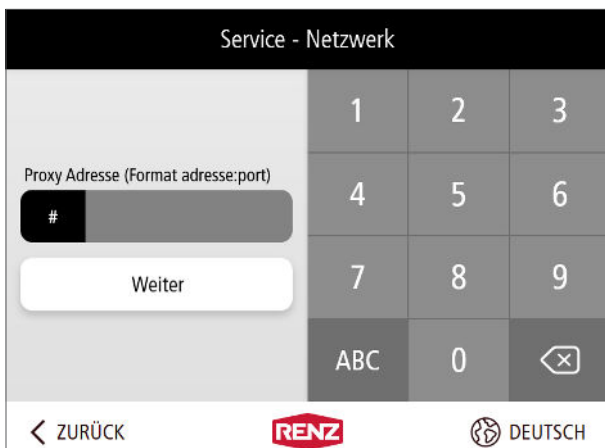 Service - Netzwerk
1 2 3
Proxy Adresse (Format adresse:port)
#
4 5 6
Weiter
7 8 9
ABC 0
ZURÜCK RENZ DEUTSCH